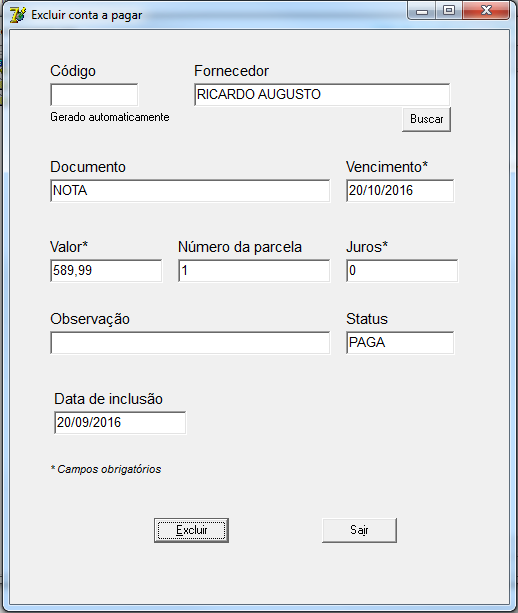 Excluir conta a pagar
Código Fornecedor
RICARDO AUGUSTO
Gerado automaticamente Buscar
Documento Vencimento*
NOTA 20/10/2016
Valor* Número da parcela Juros*
589,99 1 0
Observação Status
PAGA
Data de inclusão
20/09/2016
* Campos obrigatórios
Excluir Sair